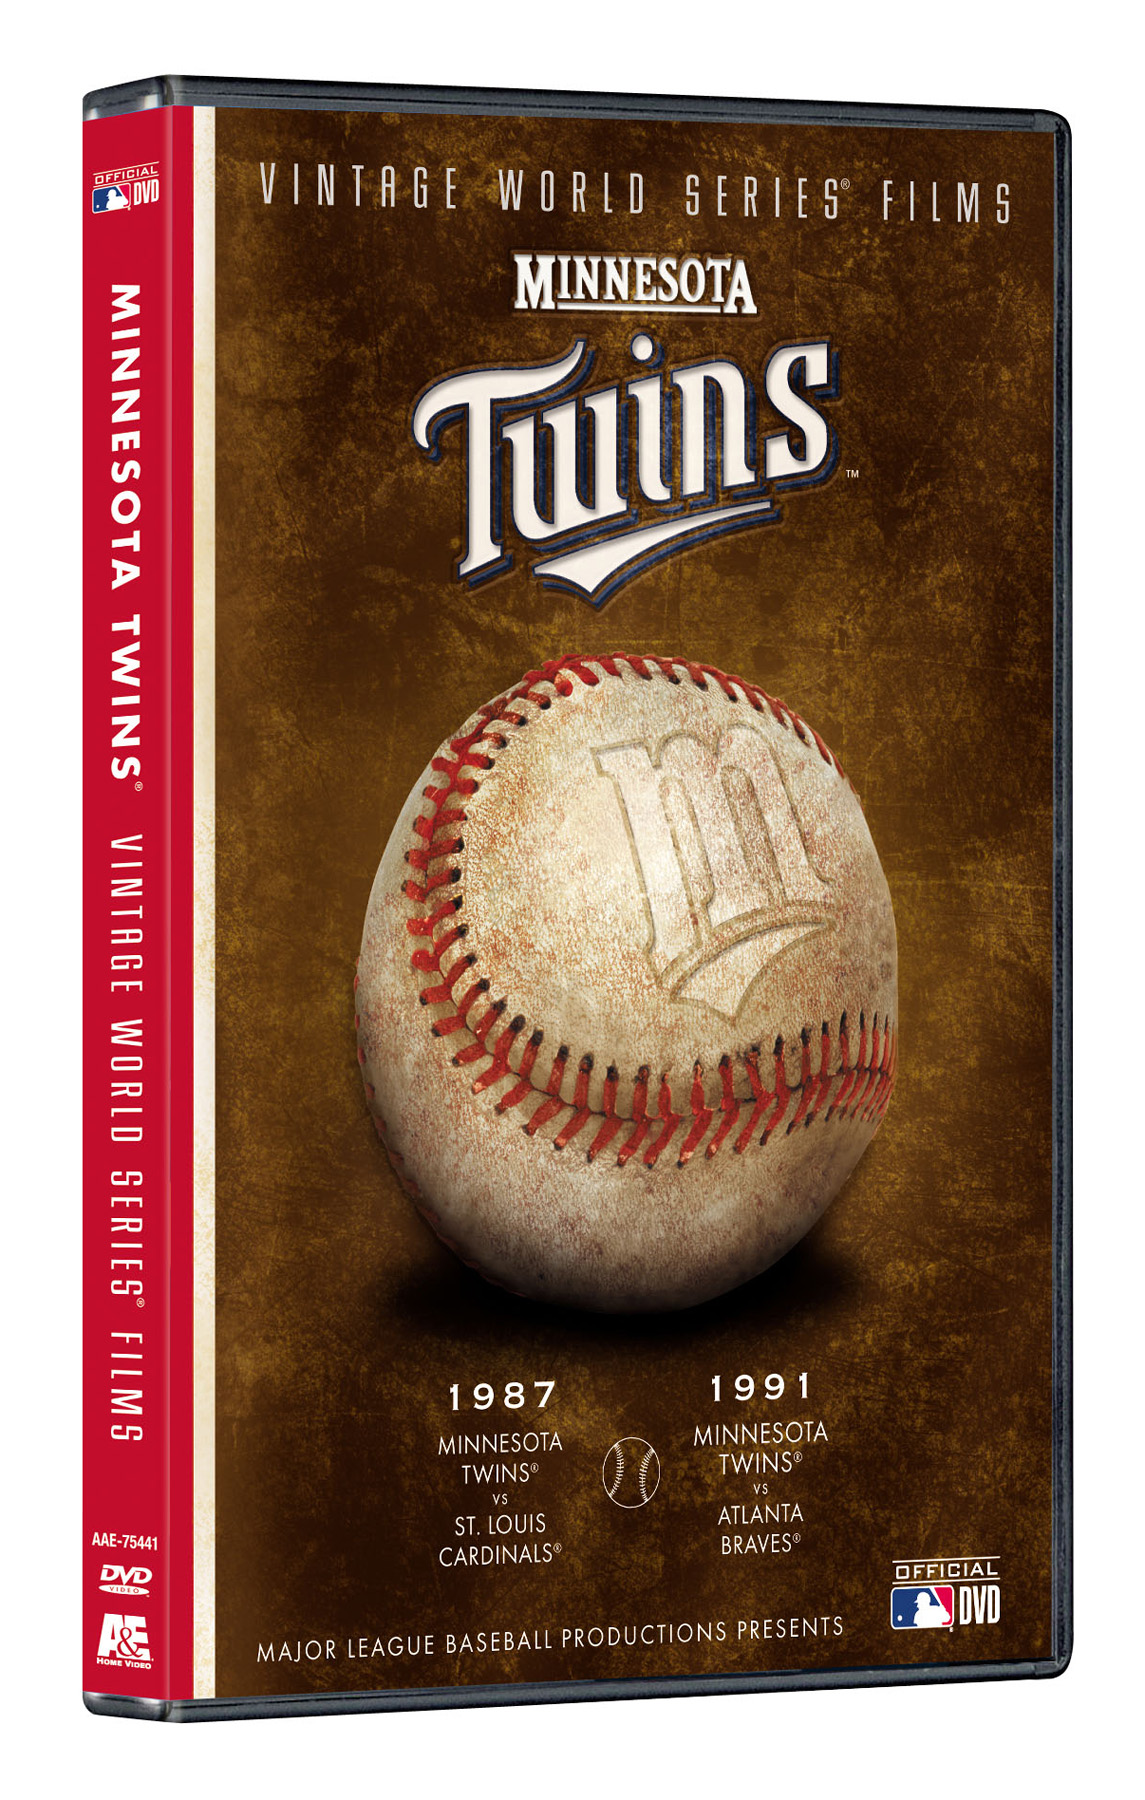 OFFICIAL
DVD
MINNESOTA TWINS® VINTAGE WORLD SERIES® FILMS
AAE-75441
DVD
VIDEO
A&E
HOME VIDEO
VINTAGE WORLD SERIES® FILMS
MINNESOTA
Twins™
m
1987
MINNESOTA
TWINS®
VS
ST. LOUIS
CARDINALS®
1991
MINNESOTA
TWINS®
VS
ATLANTA
BRAVES®
OFFICIAL
DVD
MAJOR LEAGUE BASEBALL PRODUCTIONS PRESENTS